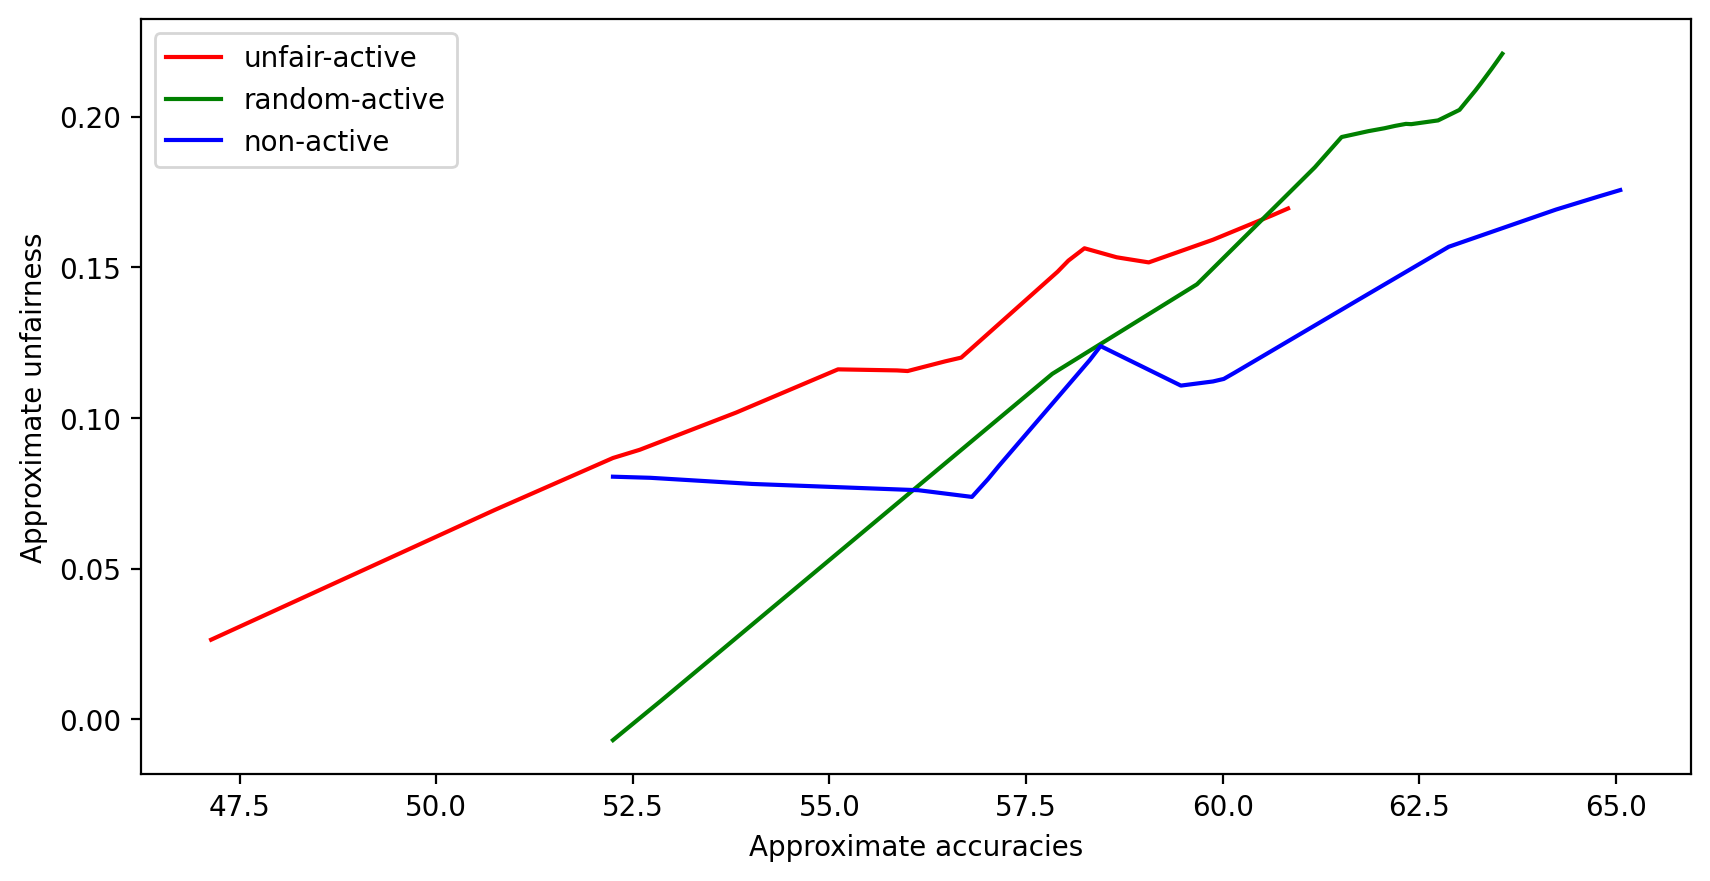 unfair-active
random-active
non-active
Approximate unfairness
0.20
0.15
0.10
0.05
0.00
47.5 50.0 52.5 55.0 57.5 60.0 62.5 65.0
Approximate accuracies